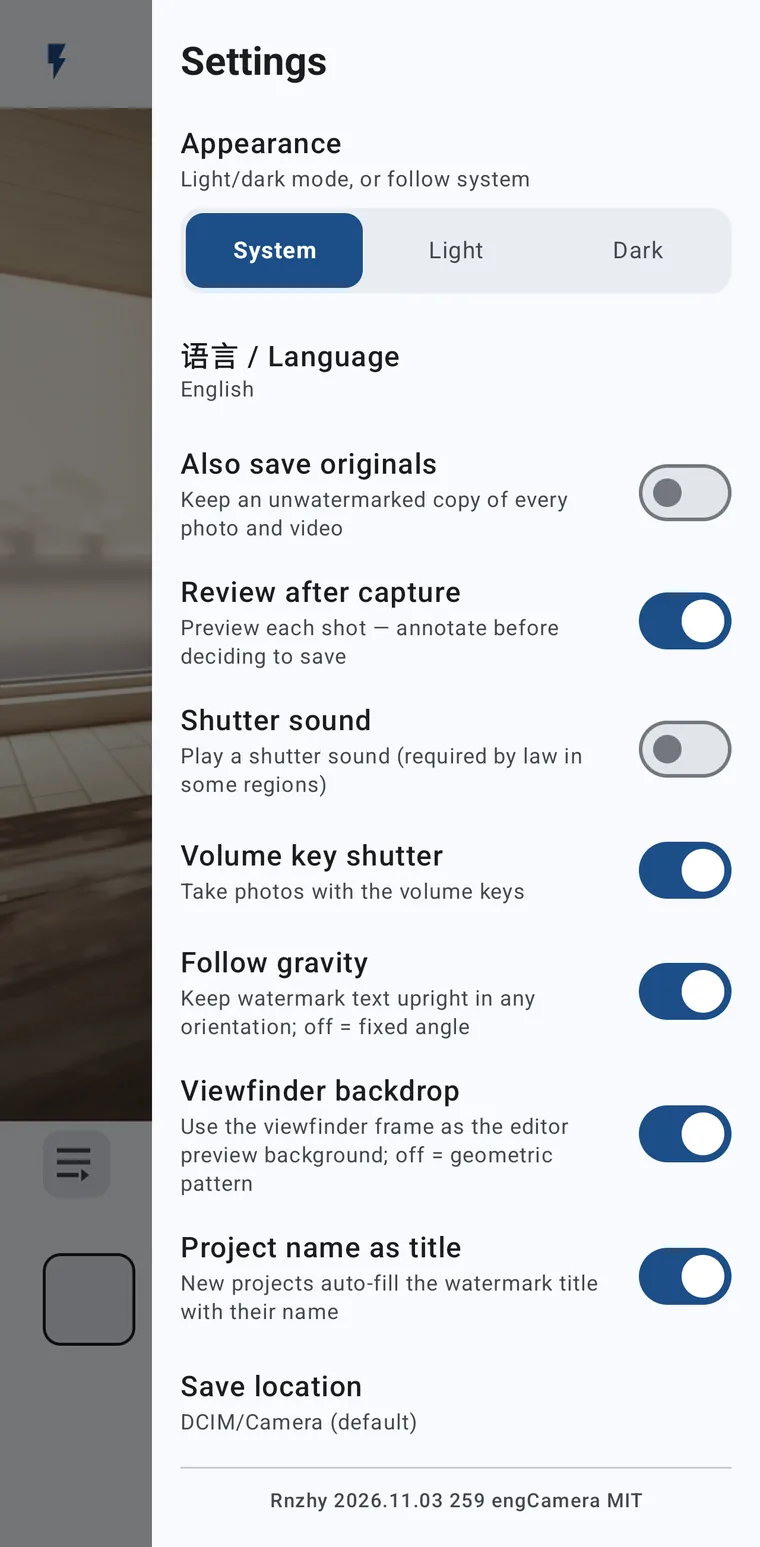 Settings
Appearance
Light/dark mode, or follow system
System Light Dark
语言 / Language
English
Also save originals
Keep an unwatermarked copy of every
photo and video
Review after capture
Preview each shot — annotate before
deciding to save
Shutter sound
Play a shutter sound (required by law in
some regions)
Volume key shutter
Take photos with the volume keys
Follow gravity
Keep watermark text upright in any
orientation; off = fixed angle
Viewfinder backdrop
Use the viewfinder frame as the editor
preview background; off = geometric
pattern
Project name as title
New projects auto-fill the watermark title
with their name
Save location
DCIM/Camera (default)
Rnzhy 2026.11.03 259 engCamera MIT